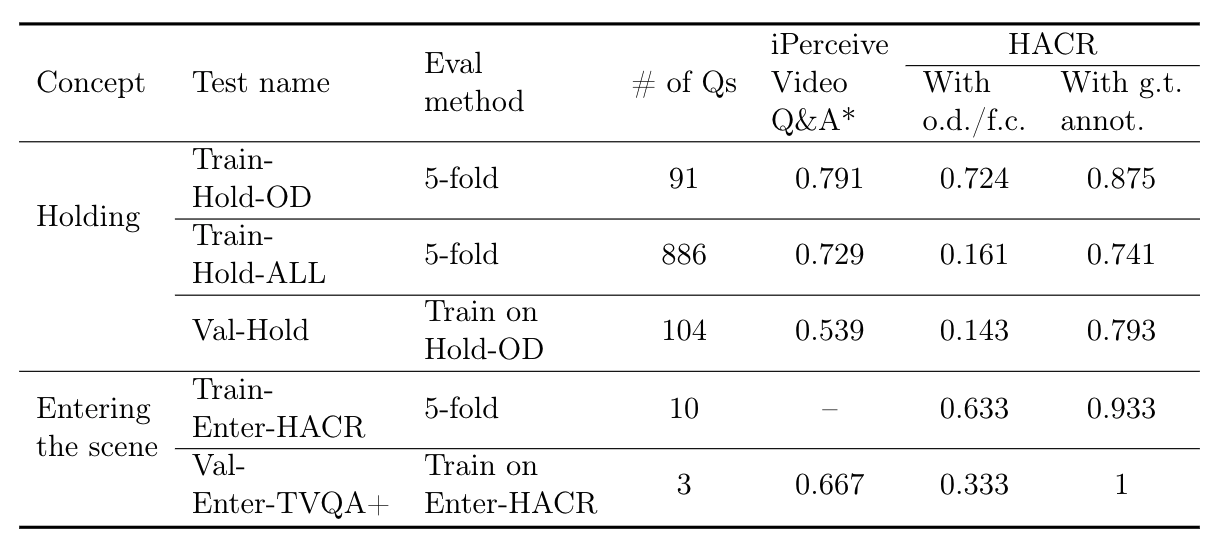 Concept Test name Eval method # of Qs iPerceive Video Q&A* HACR
With o.d./f.c. With g.t. annot.
Holding
Train-Hold-OD 5-fold 91 0.791 0.724 0.875
Train-Hold-ALL 5-fold 886 0.729 0.161 0.741
Val-Hold Train on Hold-OD 104 0.539 0.143 0.793
Entering the scene
Train-Enter-HACR 5-fold 10 – 0.633 0.933
Val-Enter-TVQA+ Train on Enter-HACR 3 0.667 0.333 1